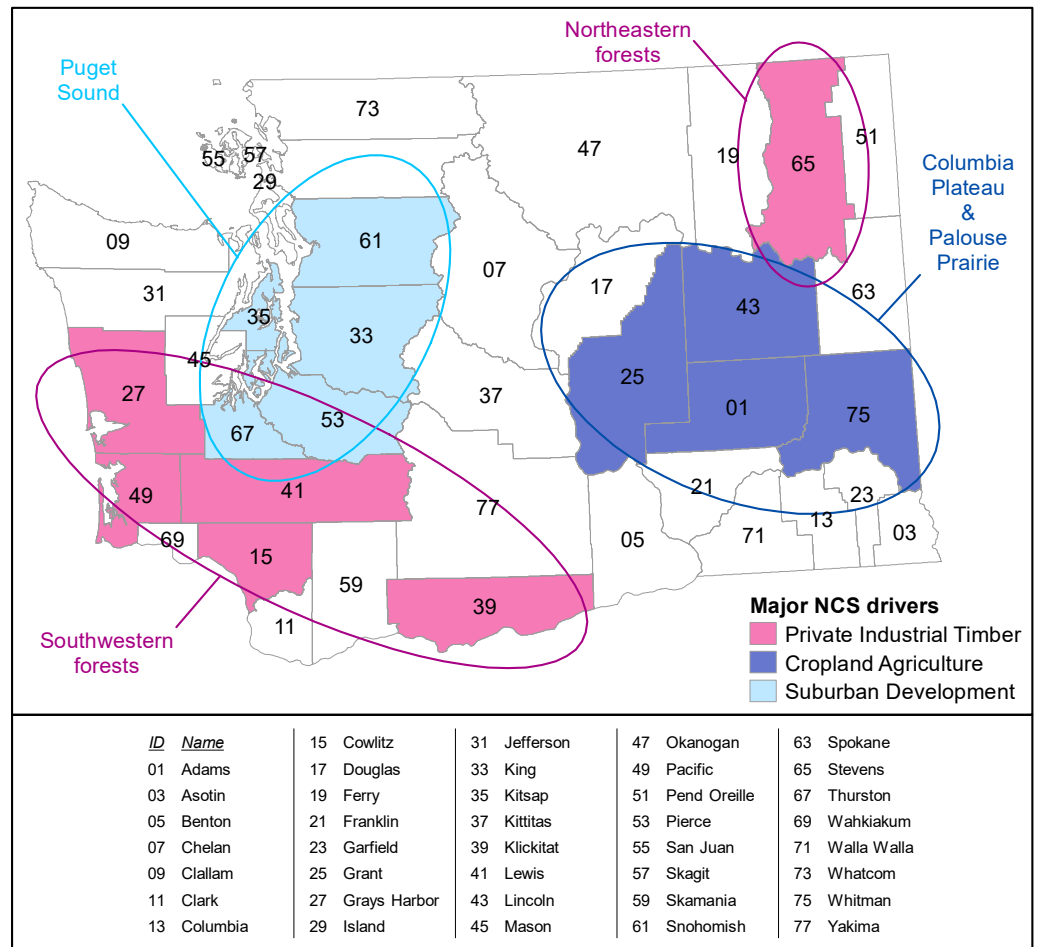 Northeastern
forests
Puget
Sound
73
47
55
57
51
19
65
29
Columbia
Plateau
&
Palouse
Prairie
09
61
07
31
17
63
35
43
33
45
25
27
37
01
53
75
67
41
49
21
23
77
13
69
71
05
03
15
59
39
11
Southwestern
forests
Major NCS drivers
Private Industrial Timber
Cropland Agriculture
Suburban Development
ID Name
01 Adams
03 Asotin
05 Benton
07 Chelan
09 Clallam
11 Clark
13 Columbia
15 Cowlitz
17 Douglas
19 Ferry
21 Franklin
23 Garfield
25 Grant
27 Grays Harbor
29 Island
31 Jefferson
33 King
35 Kitsap
37 Kittitas
39 Klickitat
41 Lewis
43 Lincoln
45 Mason
47 Okanogan
49 Pacific
51 Pend Oreille
53 Pierce
55 San Juan
57 Skagit
59 Skamania
61 Snohomish
63 Spokane
65 Stevens
67 Thurston
69 Wahkiakum
71 Walla Walla
73 Whatcom
75 Whitman
77 Yakima